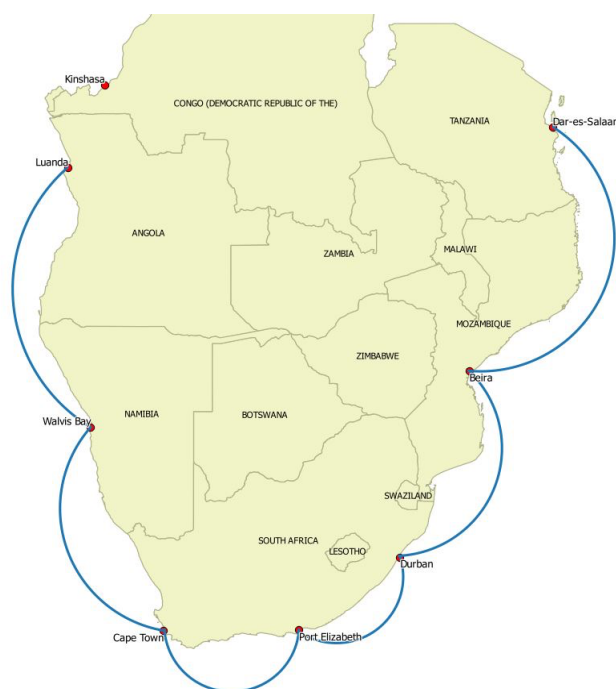 Kinshasa
CONGO (DEMOCRATIC REPUBLIC OF THE)
TANZANIA
Dar-es-Salaam
Luanda
ANGOLA
ZAMBIA
MALAWI
MOZAMBIQUE
ZIMBABWE
Beira
Walvis Bay
NAMIBIA
BOTSWANA
SWAZILAND
SOUTH AFRICA
LESOTHO
Durban
Cape Town
Port Elizabeth